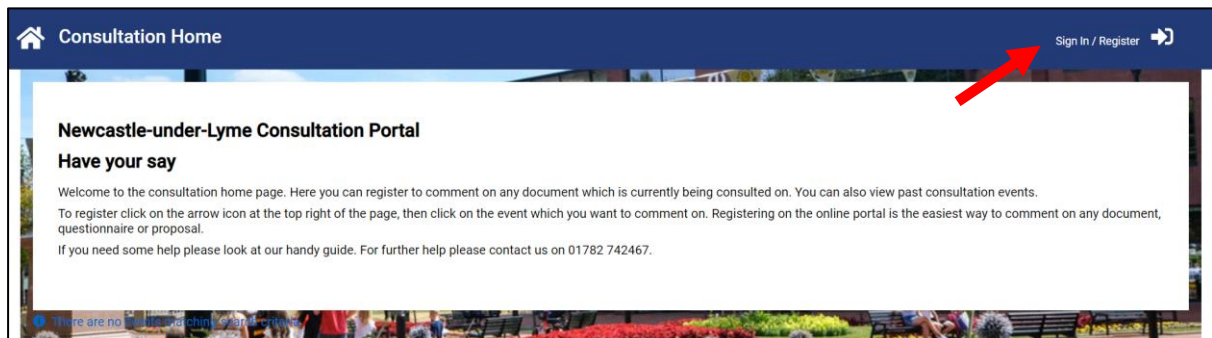 Consultation Home
Sign In / Register
Newcastle-under-Lyme Consultation Portal
Have your say
Welcome to the consultation home page. Here you can register to comment on any document which is currently being consulted on. You can also view past consultation events.
To register click on the arrow icon at the top right of the page, then click on the event which you want to comment on. Registering on the online portal is the easiest way to comment on any document,
questionnaire or proposal.
If you need some help please look at our handy guide. For further help please contact us on 01782 742467.
There are no events matching search criteria